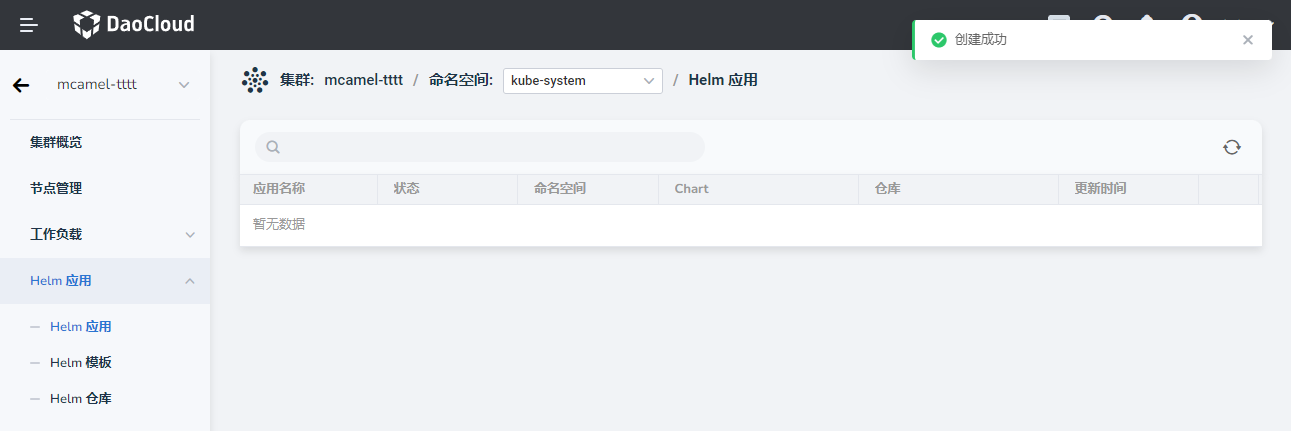 DaoCloud
创建成功
mcamel-tttt
集群: mcamel-tttt / 命名空间: kube-system / Helm 应用
集群概览
节点管理
工作负载
Helm 应用
Helm 应用
Helm 模板
Helm 仓库
应用名称 状态 命名空间 Chart 仓库 更新时间
暂无数据